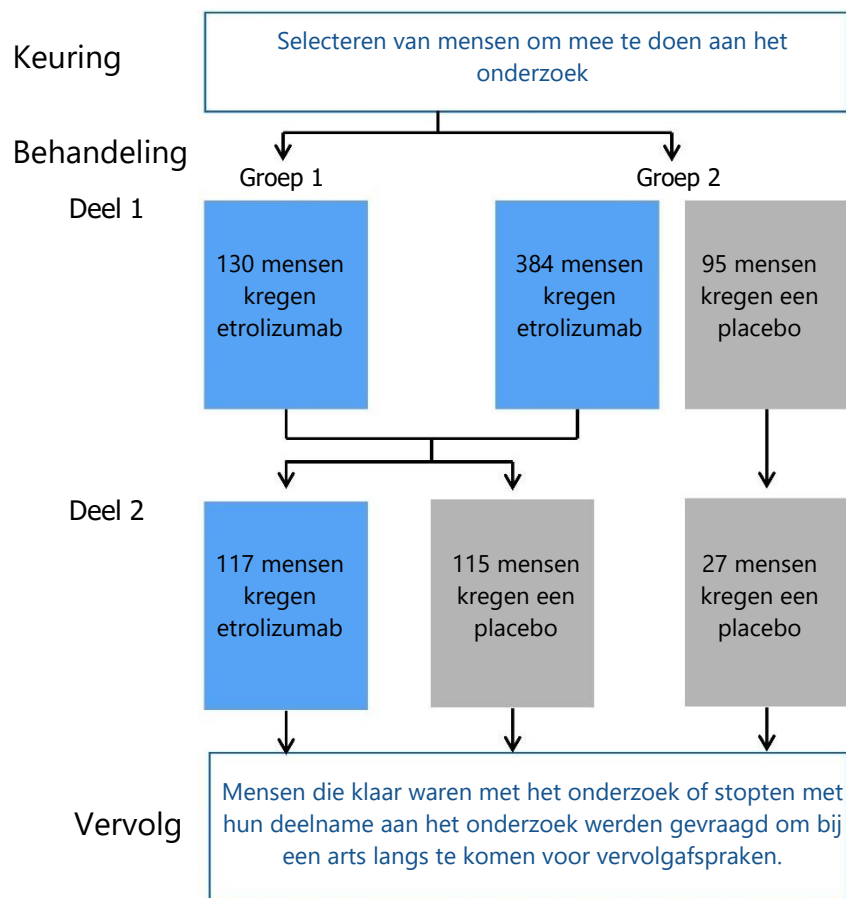 Keuring
Selecteren van mensen om mee te doen aan het
onderzoek
Behandeling
Groep 1
Groep 2
Deel 1
130 mensen
kregen
etrolizumab
384 mensen
kregen
etrolizumab
95 mensen
kregen een
placebo
Deel 2
117 mensen
kregen
etrolizumab
115 mensen
kregen een
placebo
27 mensen
kregen een
placebo
Vervolg
Mensen die klaar waren met het onderzoek of stopten met
hun deelname aan het onderzoek werden gevraagd om bij
een arts langs te komen voor vervolgafspraken.